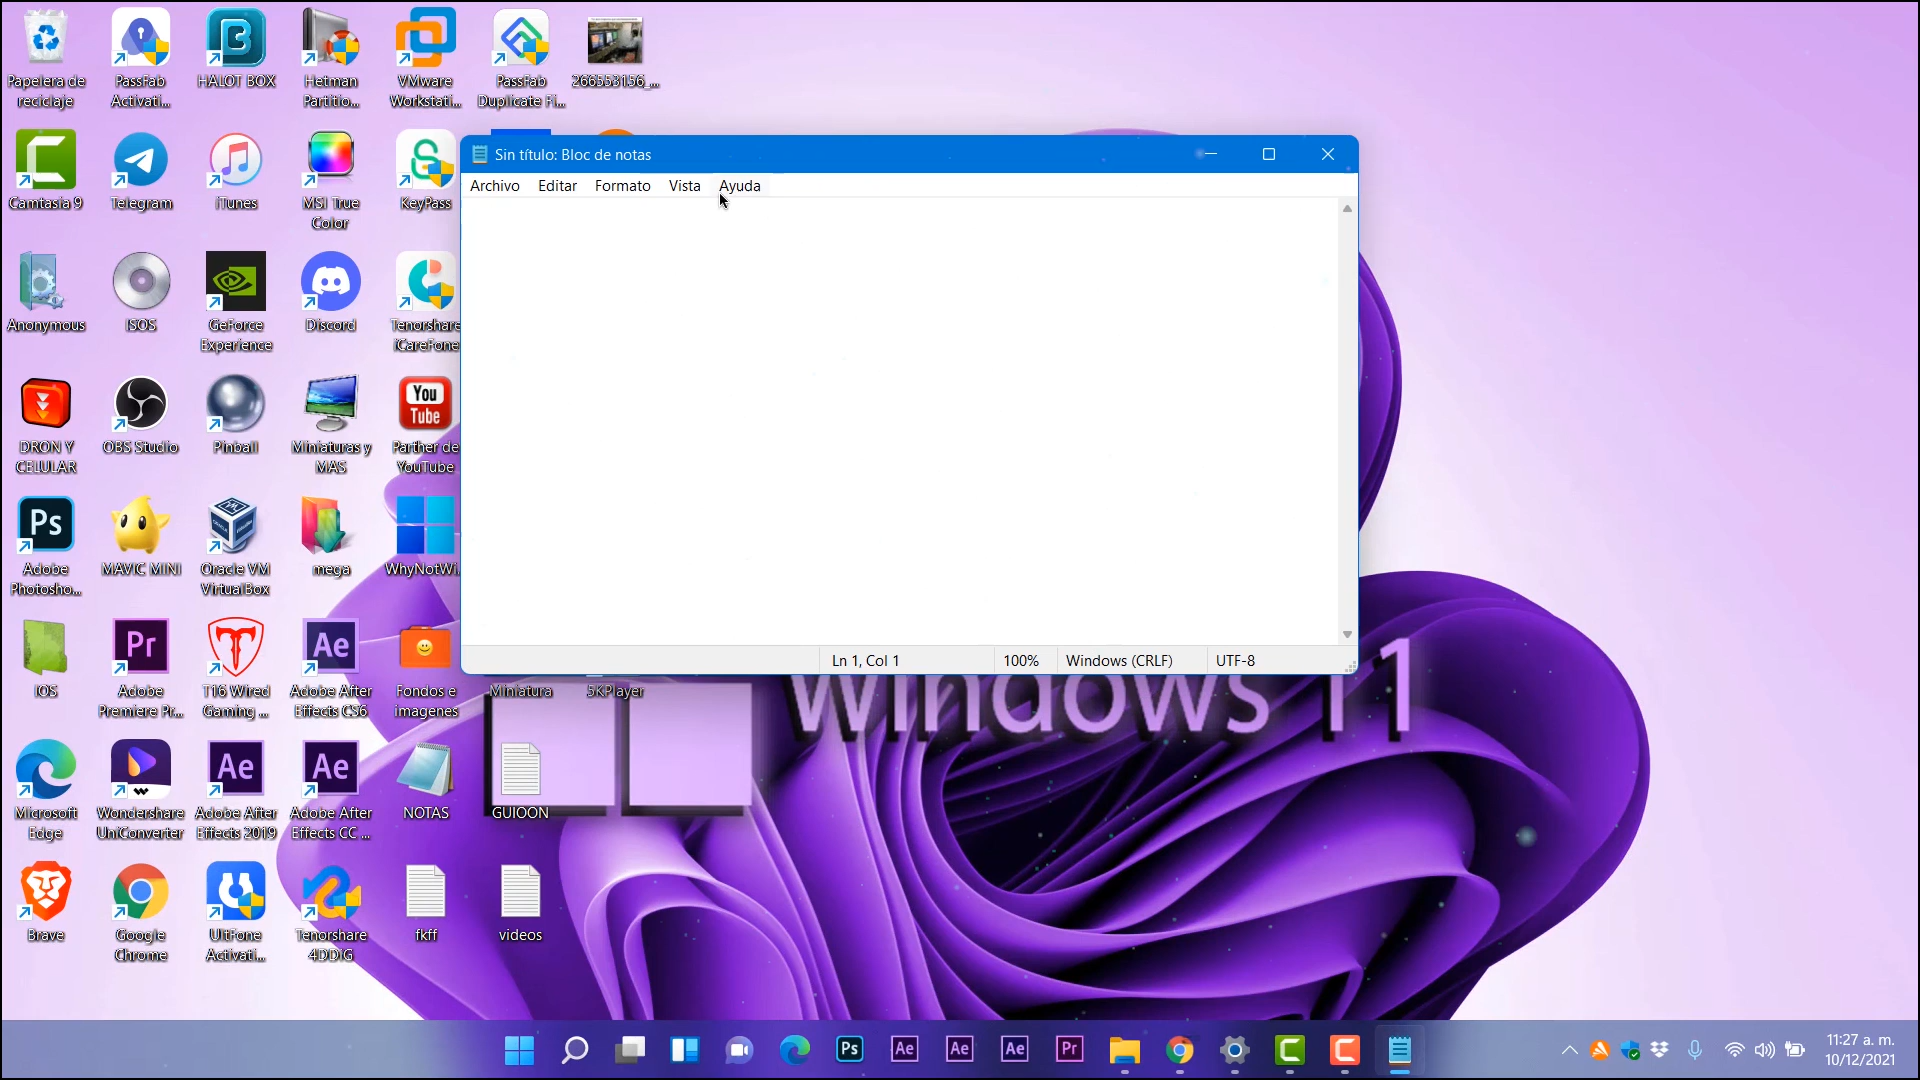 Papelera de
reciclaje
PassFab
Activati...
HALOT BOX
Hetman
Partitio...
VMware
Workstati...
PassFab
Duplicate Fi...
266553156_...
Camtasia 9
Telegram
iTunes
MSI True
Color
KeyPass
Sin título: Bloc de notas
Archivo Editar Formato Vista Ayuda
Anonymous
ISOS
GeForce
Experience
Discord
Tenorshare
iCareFone
DRON Y
CELULAR
OBS Studio
Pinball
Miniaturas y
MAS
You
Tube
Parther de
YouTube
Ps
Adobe
Photosho...
MAVIC MINI
Oracle VM
VirtualBox
mega
WhyNotWi...
Ln 1, Col 1 100% Windows (CRLF) UTF-8
IOS
Pr
Adobe
Premiere Pr...
T16 Wired
Gaming ...
Ae
Adobe After
Effects CS6
Fondos e
imagenes
Miniatura
5KPlayer
windows 11
Microsoft
Edge
Wondershare
UniConverter
Ae
Adobe After
Effects 2019
Ae
Adobe After
Effects CC ...
NOTAS
GUIOON
Brave
Google
Chrome
UltFone
Activati...
Tenorshare
4DDiG
fkff
videos
Ps Ae Ae Ae Pr
11:27 a. m.
10/12/2021